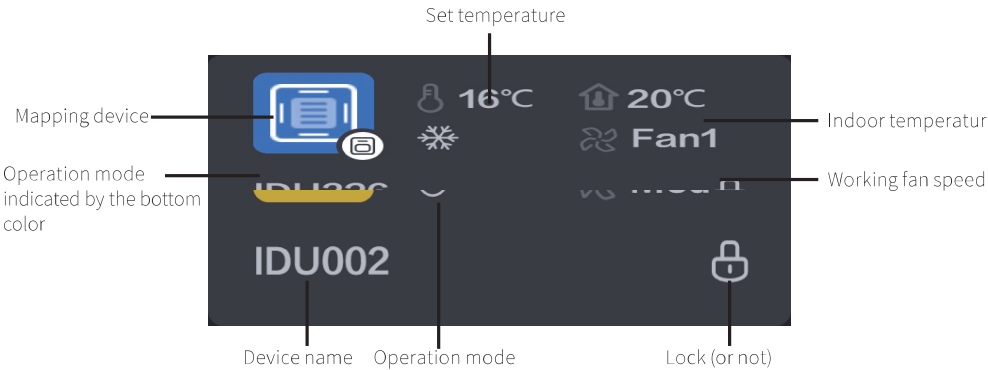 Set temperature
16°C
20°C
Mapping device
Indoor temperatur
Fan1
Operation mode
indicated by the bottom
color
Working fan speed
IDU002
Device name
Operation mode
Lock (or not)